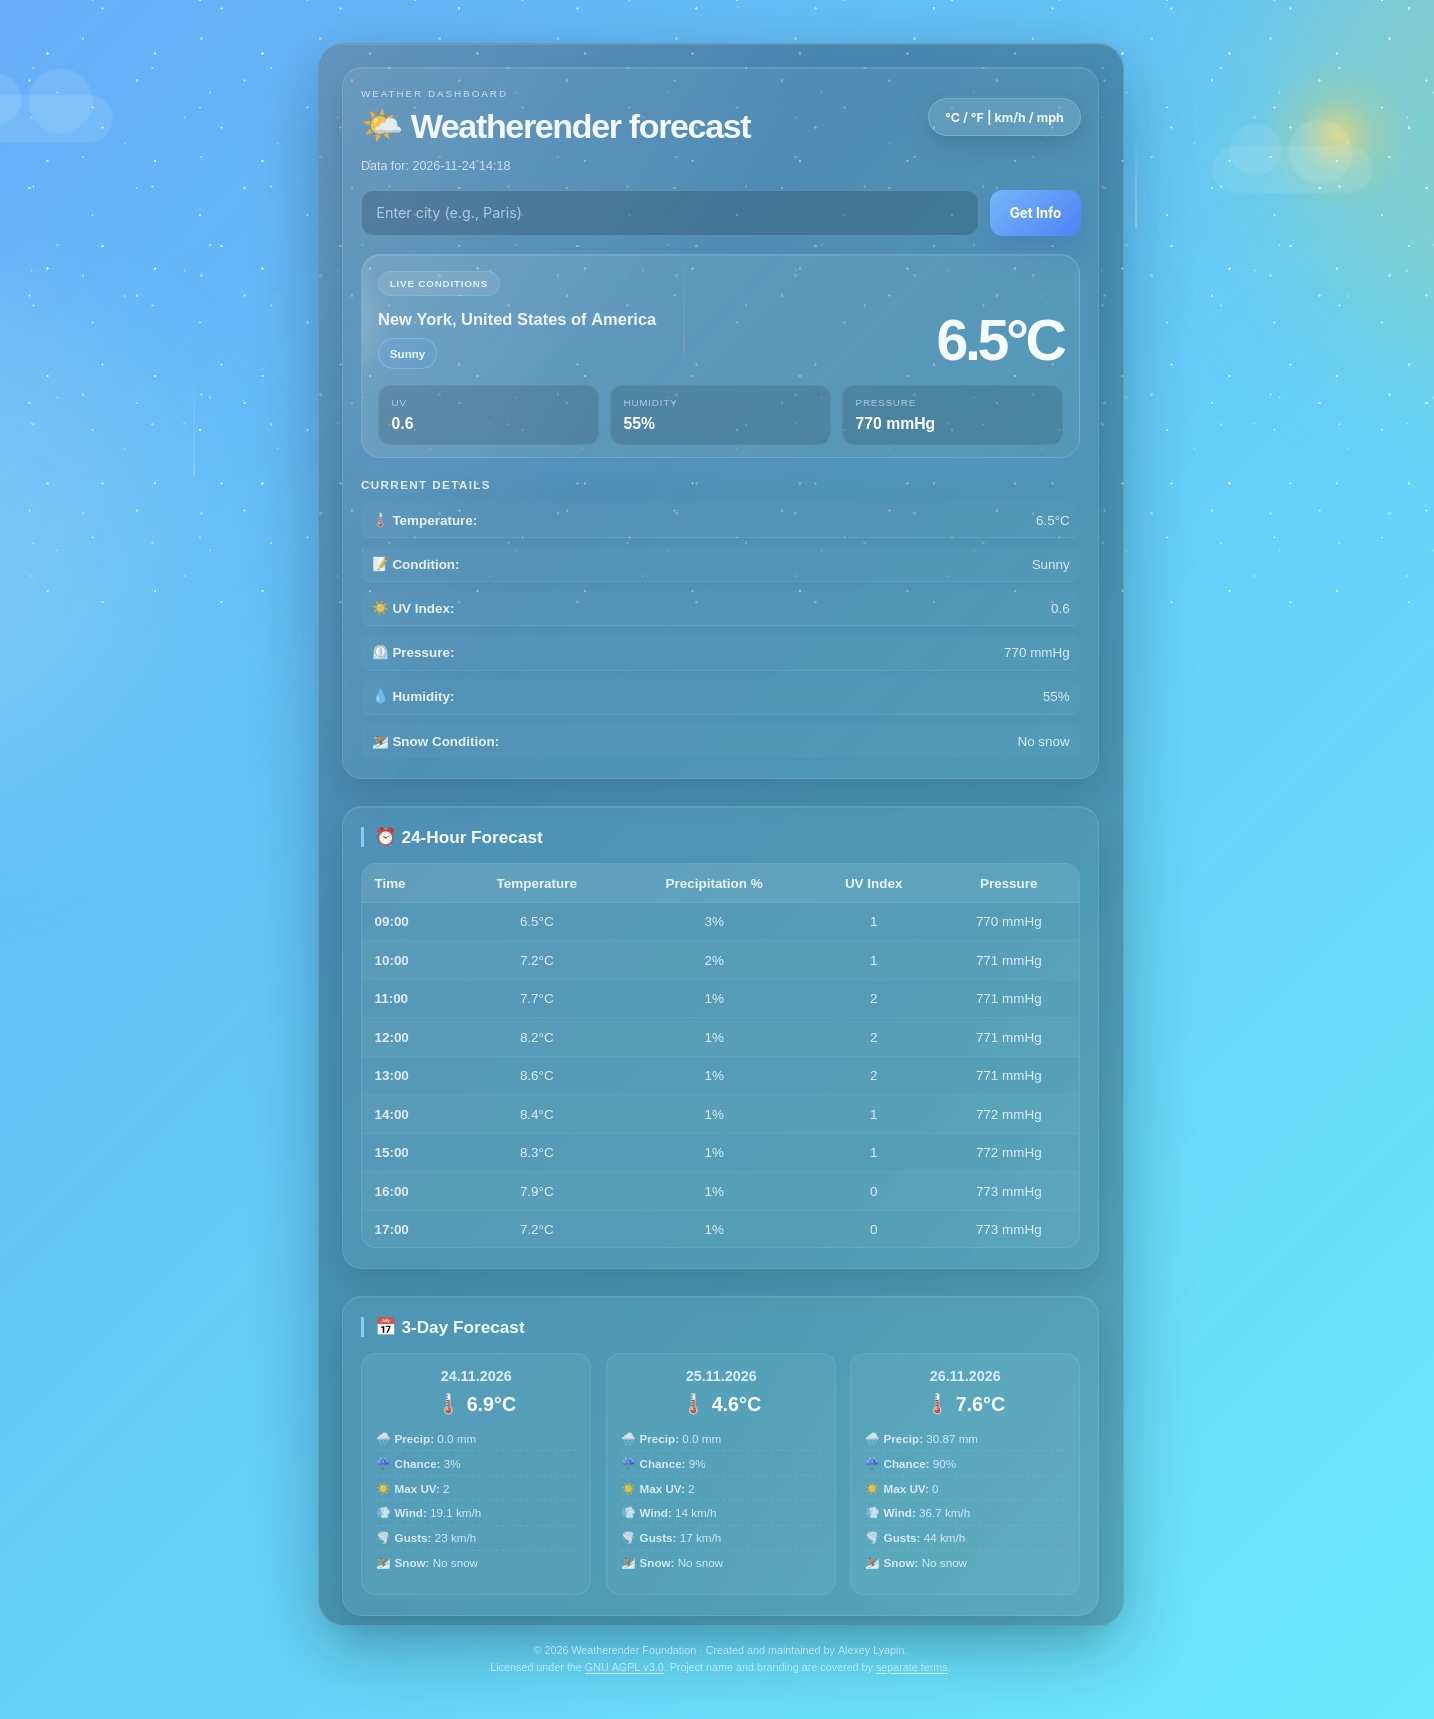 WEATHER DASHBOARD
🌤️ Weatherender forecast
°C / °F | km/h / mph
Data for: 2026-11-24 14:18
Enter city (e.g., Paris)
Get Info
LIVE CONDITIONS
New York, United States of America
Sunny
6.5°C
UV
0.6
HUMIDITY
55%
PRESSURE
770 mmHg
CURRENT DETAILS
Temperature: 6.5°C
Condition: Sunny
UV Index: 0.6
Pressure: 770 mmHg
Humidity: 55%
Snow Condition: No snow
24-Hour Forecast
Time Temperature Precipitation % UV Index Pressure
09:00 6.5°C 3% 1 770 mmHg
10:00 7.2°C 2% 1 771 mmHg
11:00 7.7°C 1% 2 771 mmHg
12:00 8.2°C 1% 2 771 mmHg
13:00 8.6°C 1% 2 771 mmHg
14:00 8.4°C 1% 1 772 mmHg
15:00 8.3°C 1% 1 772 mmHg
16:00 7.9°C 1% 0 773 mmHg
17:00 7.2°C 1% 0 773 mmHg
3-Day Forecast
24.11.2026
6.9°C
Precip: 0.0 mm
Chance: 3%
Max UV: 2
Wind: 19.1 km/h
Gusts: 23 km/h
Snow: No snow
25.11.2026
4.6°C
Precip: 0.0 mm
Chance: 9%
Max UV: 2
Wind: 14 km/h
Gusts: 17 km/h
Snow: No snow
26.11.2026
7.6°C
Precip: 30.87 mm
Chance: 90%
Max UV: 0
Wind: 36.7 km/h
Gusts: 44 km/h
Snow: No snow
© 2026 Weatherender Foundation · Created and maintained by Alexey Lyapin.
Licensed under the GNU AGPL v3.0. Project name and branding are covered by separate terms.